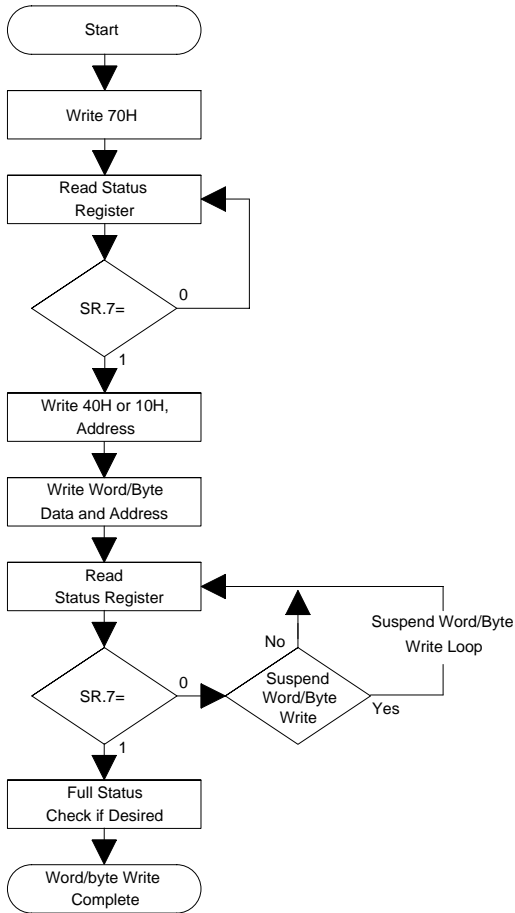 Start
Write 70H
Read Status
Register
SR.7=
0
1
Write 40H or 10H,
Address
Write Word/Byte
Data and Address
Read
Status Register
Suspend Word/Byte
Write Loop
No
SR.7=
0
Suspend
Word/Byte
Write
Yes
1
Full Status
Check if Desired
Word/byte Write
Complete